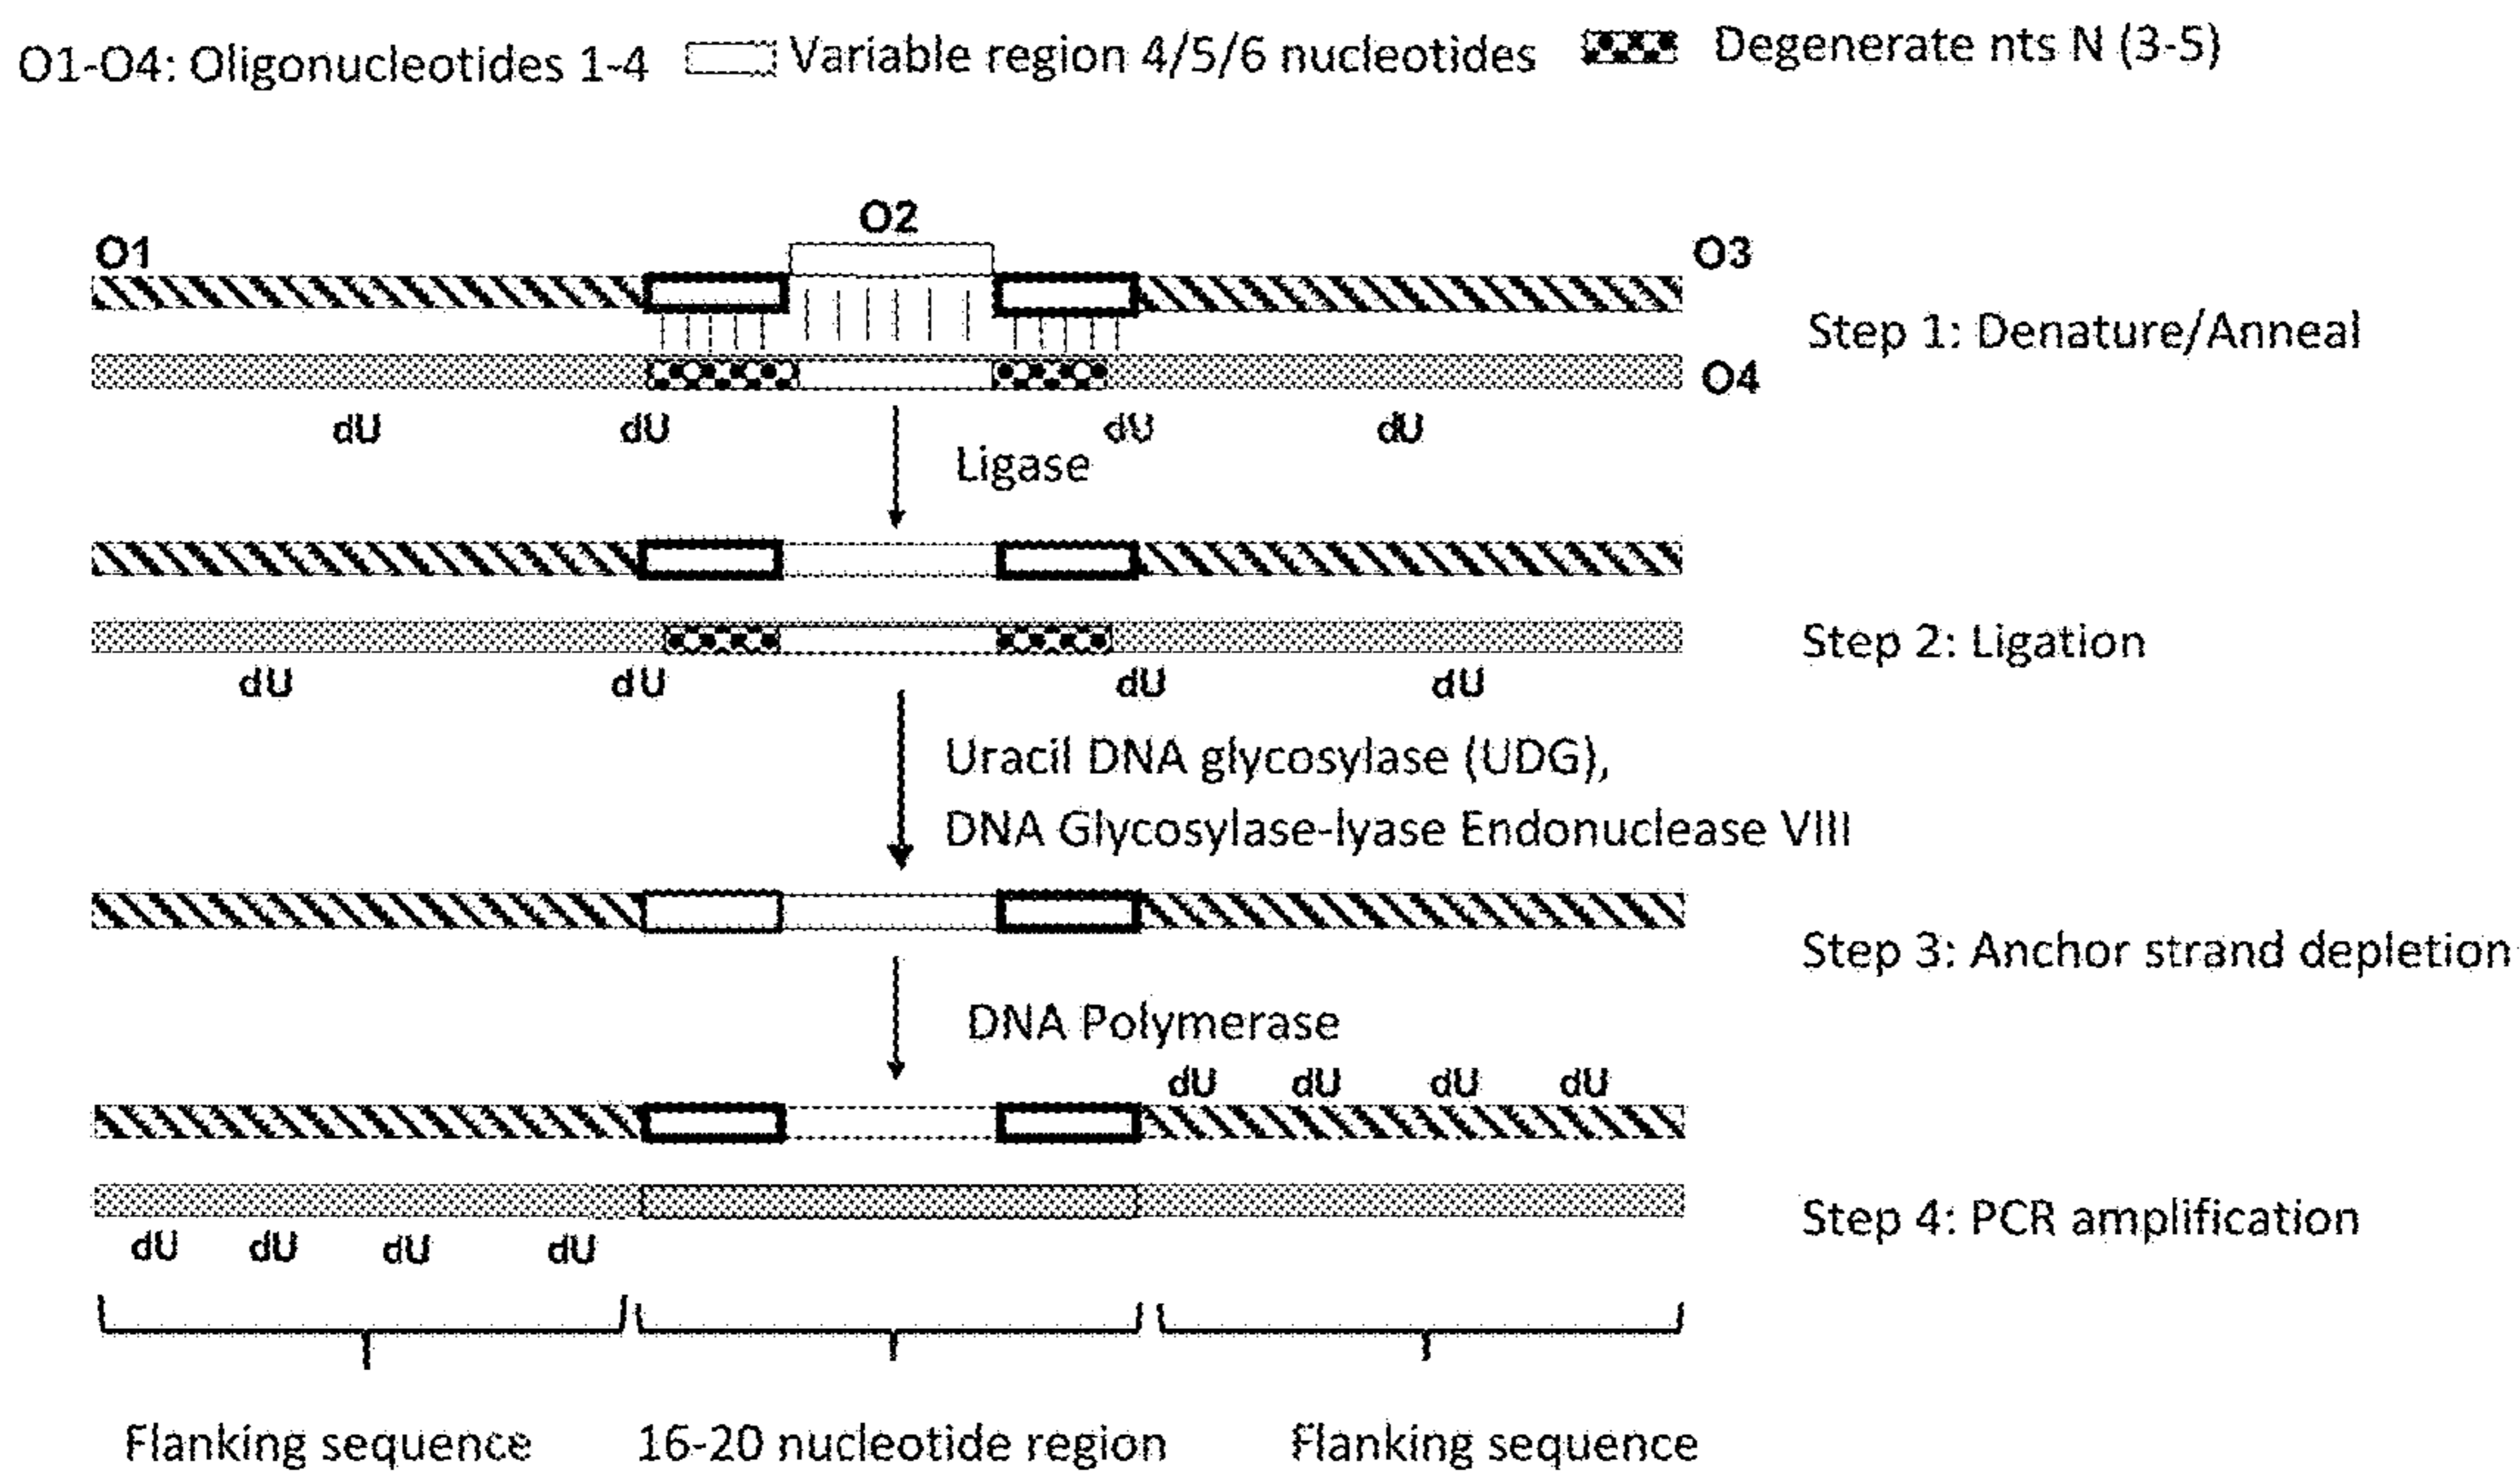 O1-O4: Oligonucleotides 1-4 Variable region 4/5/6 nucleotides Degenerate nts N (3-5)
O2
O1 O3
Step 1: Denature/Anneal
O4
dU dU dU dU
Ligase
Step 2: Ligation
dU dU dU dU
Uracil DNA glycosylase (UDG),
DNA Glycosylase-lyase Endonuclease VIII
Step 3: Anchor strand depletion
DNA Polymerase
dU dU dU dU
Step 4: PCR amplification
dU dU dU dU
Flanking sequence 16-20 nucleotide region Flanking sequence